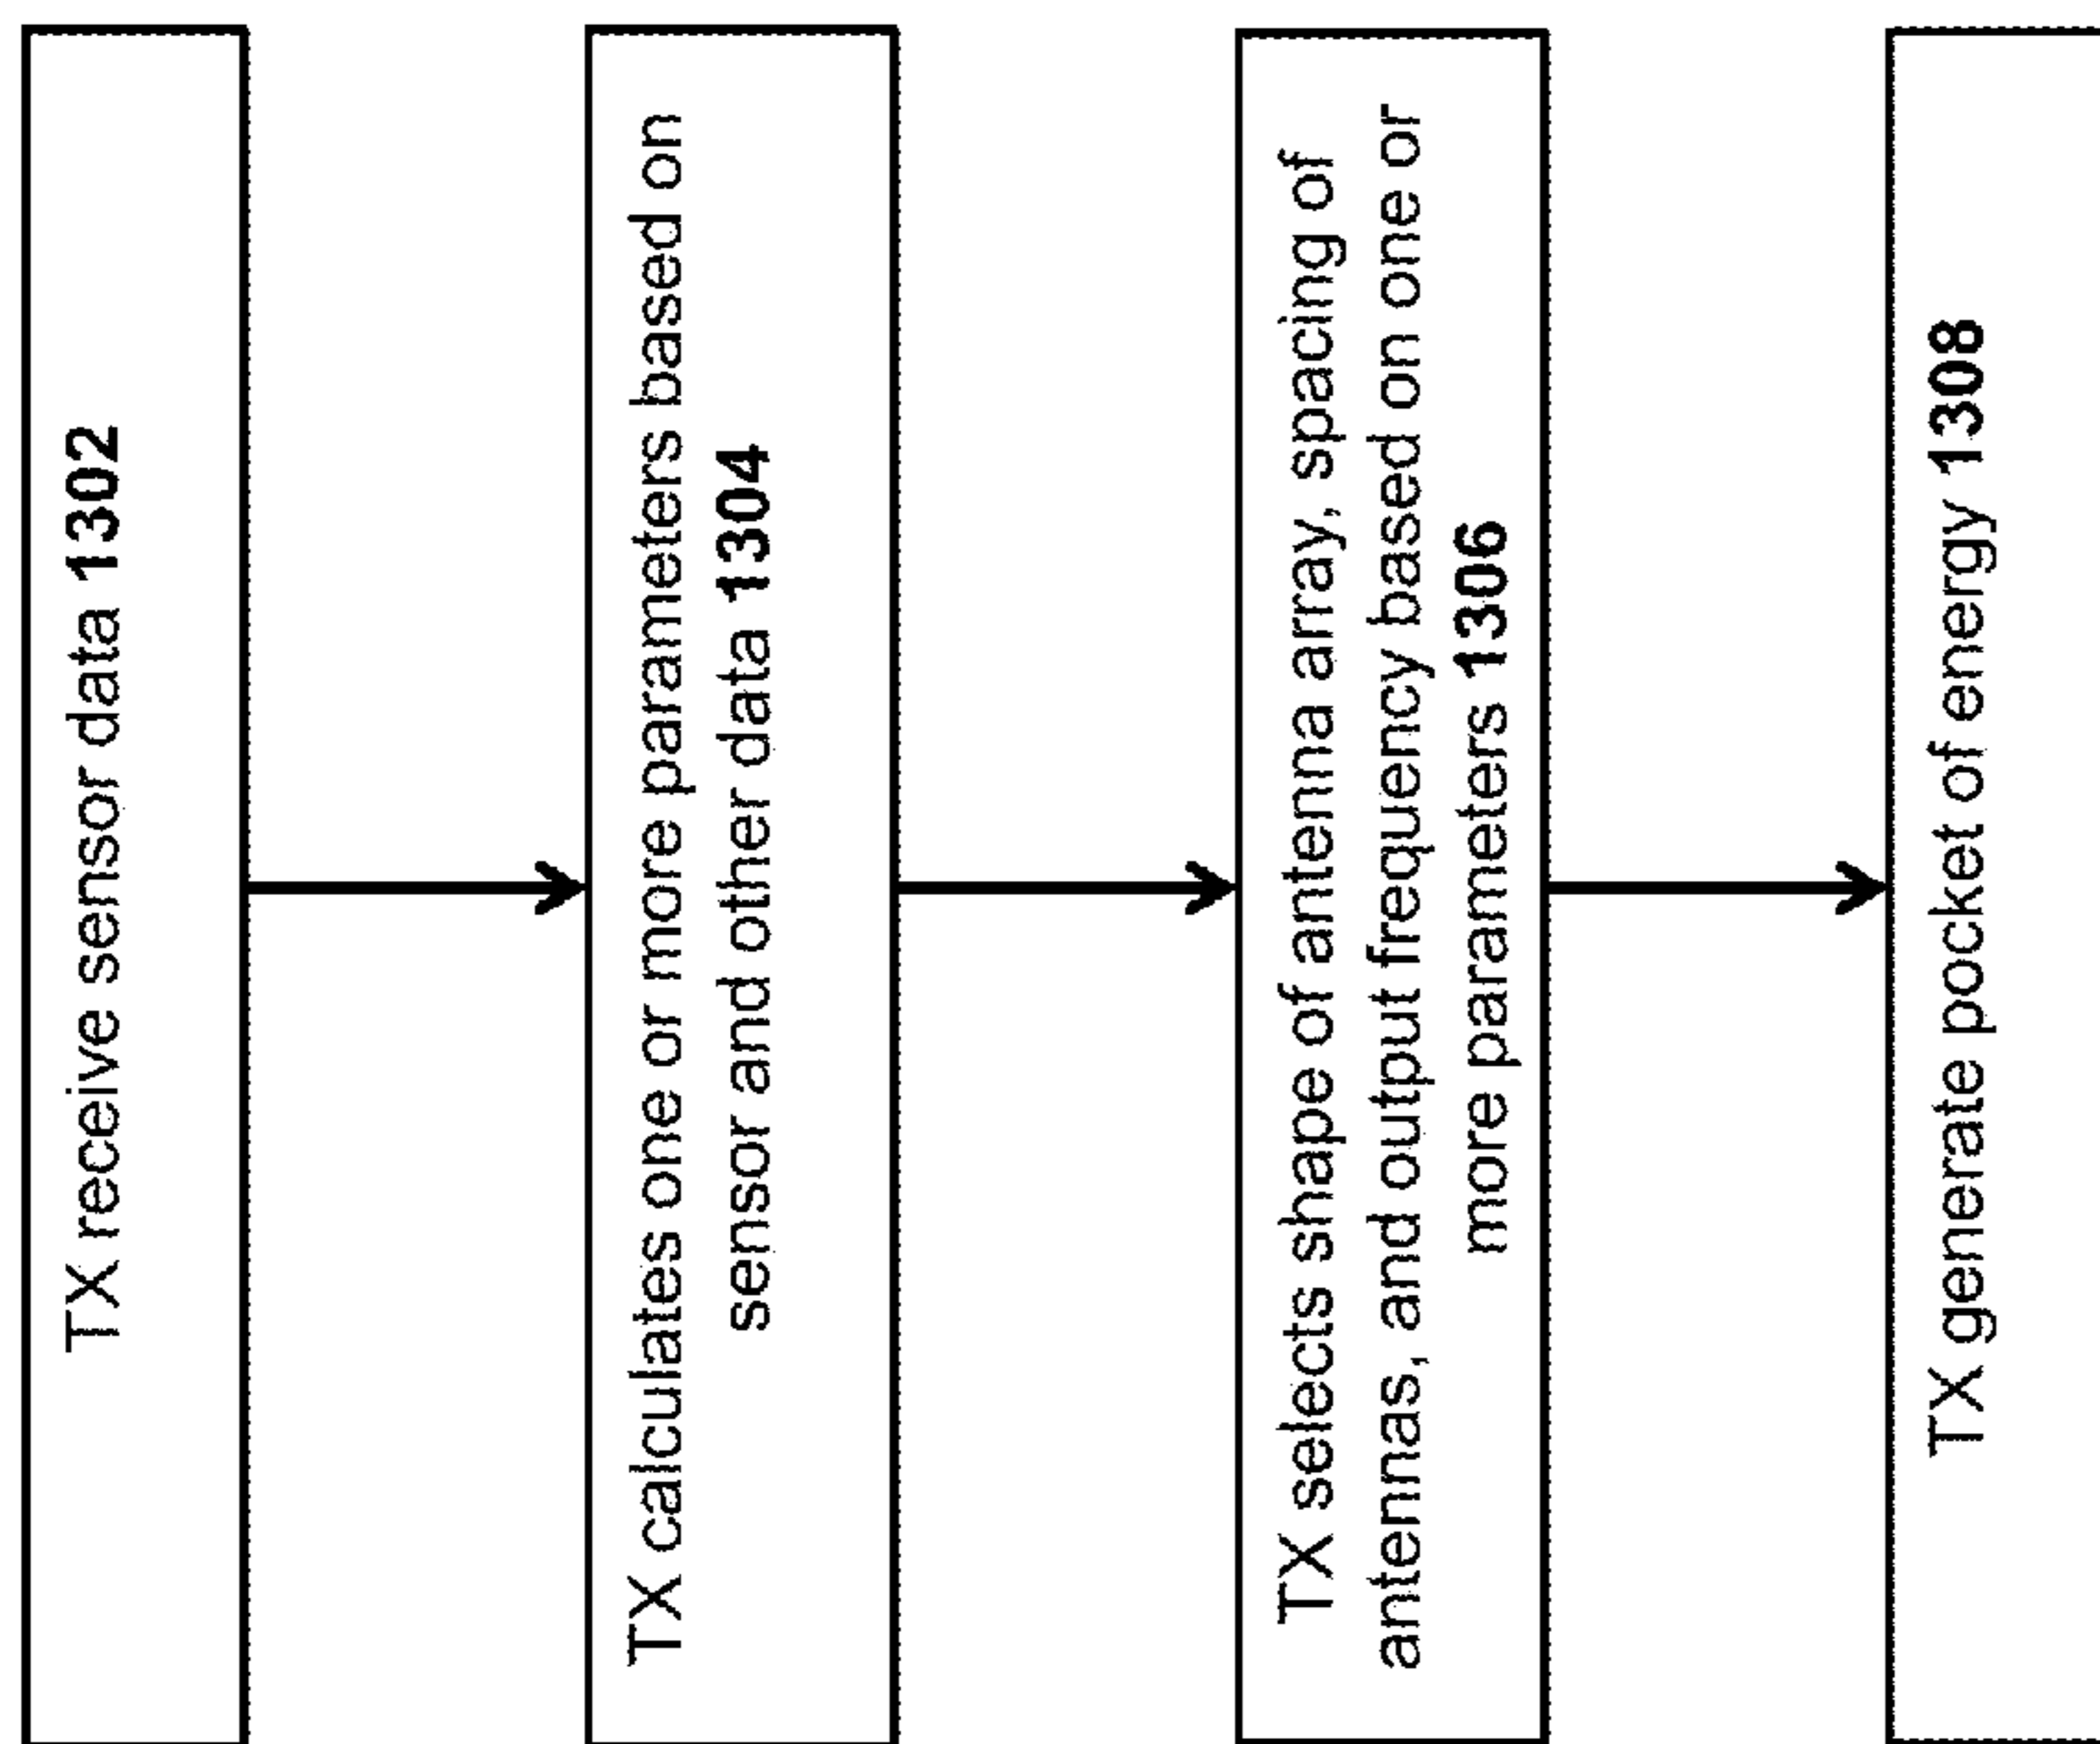 TX receive sensor data 1302
TX calculates one or more parameters based on
sensor and other data 1304
TX selects shape of antenna array, spacing of
antennas, and output frequency based on one or
more parameters 1306
TX generate pocket of energy 1308